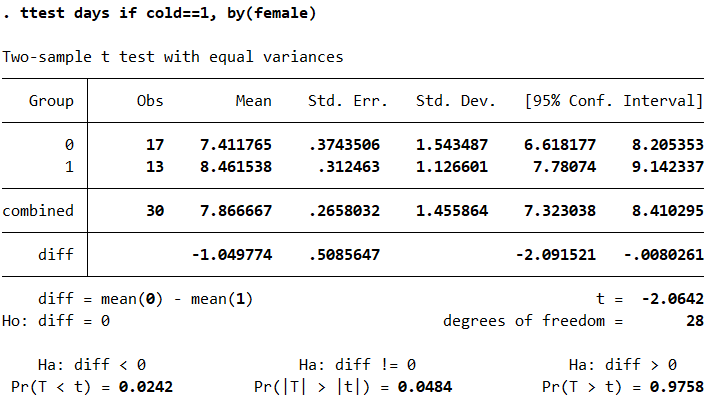 . ttest days if cold==1, by(female)
Two-sample t test with equal variances
Group Obs Mean Std. Err. Std. Dev. [95% Conf. Interval]
0 17 7.411765 .3743506 1.543487 6.618177 8.205353
1 13 8.461538 .312463 1.126601 7.78074 9.142337
combined 30 7.866667 .2658032 1.455864 7.323038 8.410295
diff -1.049774 .5085647 -2.091521 -.0080261
diff = mean(0) - mean(1) t = -2.0642
Ho: diff = 0 degrees of freedom = 28
Ha: diff < 0 Ha: diff != 0 Ha: diff > 0
Pr(T < t) = 0.0242 Pr(|T| > |t|) = 0.0484 Pr(T > t) = 0.9758